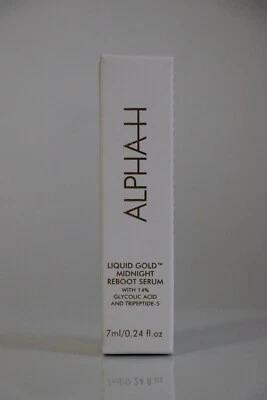 ALPHA-H
LIQUID GOLD™
MIDNIGHT
REBOOT SERUM
WITH 14%
GLYCOLIC ACID
AND TRIPEPTIDE-5
7ml/0.24 fl.oz